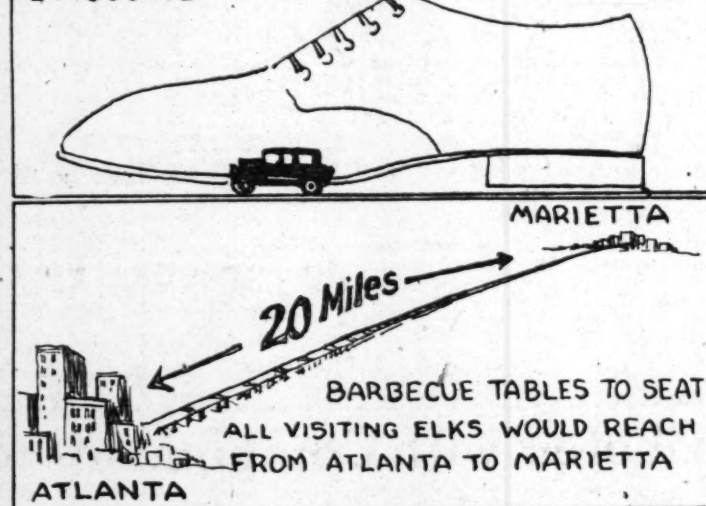 MARIETTA
20 Miles
BARBECUE TABLES TO SEAT
ALL VISITING ELKS WOULD REACH
FROM ATLANTA TO MARIETTA
ATLANTA